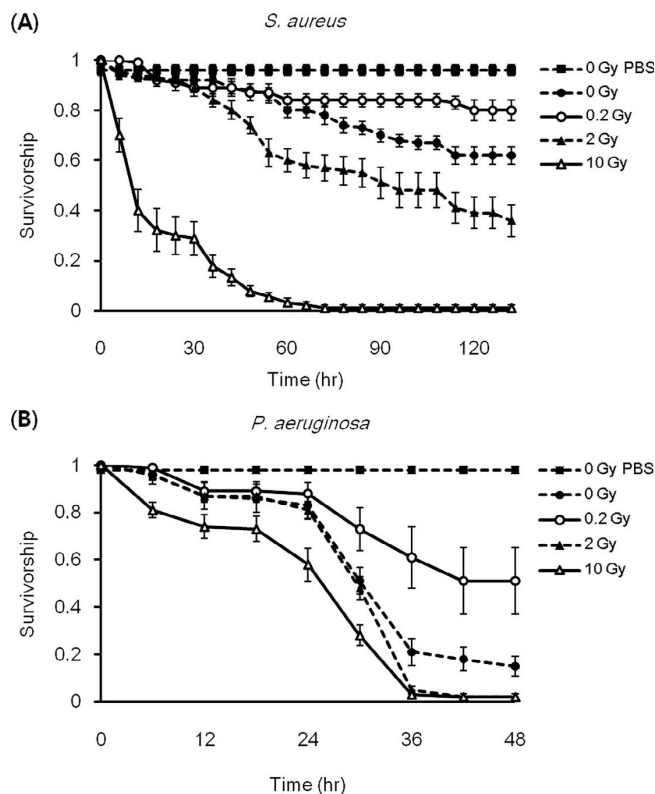 (A)
S. aureus
Survivorship
1
0.8
0.6
0.4
0.2
0
0 30 60 90 120
Time (hr)
0 Gy PBS
0 Gy
0.2 Gy
2 Gy
10 Gy
(B)
P. aeruginosa
Survivorship
1
0.8
0.6
0.4
0.2
0
0 12 24 36 48
Time (hr)
0 Gy PBS
0 Gy
0.2 Gy
2 Gy
10 Gy